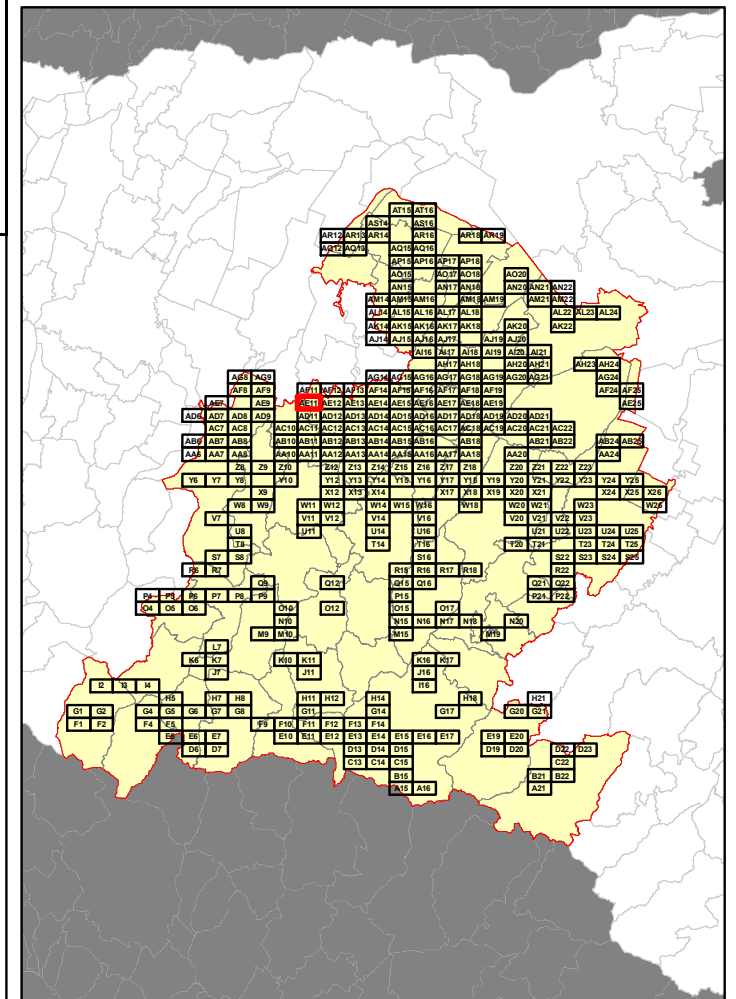 AT15 AT16
AS14 AS16
AR12 AR13 AR14 AR16 AR18 AR19
AQ12 AQ13 AQ15 AQ16
AP15 AP16 AP17 AP18
AO15 AO17 AO18 AO20
AN15 AN17 AN18 AN20 AN21 AN22
AM14 AM15 AM16 AM18 AM19 AM21 AM22
AL14 AL15 AL16 AL17 AL18 AL22 AL23 AL24
AK14 AK15 AK16 AK17 AK18 AK20 AK22
AJ14 AJ15 AJ16 AJ17 AJ19 AJ20
AI16 AI17 AI18 AI19 AI20 AI21
AH16 AH17 AH18 AH20 AH21 AH23 AH24
AG8 AG9 AG14 AG15 AG16 AG17 AG18 AG19 AG20 AG21 AG24
AF8 AF9 AF11 AF12 AF13 AF14 AF15 AF16 AF17 AF18 AF19 AF24 AF25
AE7 AE9 AE11 AE12 AE13 AE14 AE15 AE16 AE17 AE18 AE19 AE25
AD6 AD7 AD8 AD9 AD11 AD12 AD13 AD14 AD15 AD16 AD17 AD18 AD19 AD20 AD21
AC7 AC8 AC10 AC11 AC12 AC13 AC14 AC15 AC16 AC17 AC18 AC19 AC20 AC21 AC22
AB6 AB7 AB8 AB10 AB11 AB12 AB13 AB14 AB15 AB16 AB18 AB21 AB22 AB24 AB25
AA6 AA7 AA8 AA10 AA11 AA12 AA13 AA14 AA15 AA16 AA17 AA18 AA20 AA24
Z8 Z9 Z10 Z12 Z13 Z14 Z15 Z16 Z17 Z18 Z20 Z21 Z22 Z23
Y6 Y7 Y8 Y10 Y12 Y13 Y14 Y15 Y16 Y17 Y18 Y19 Y20 Y21 Y22 Y23 Y24 Y25
X9 X12 X13 X14 X17 X18 X19 X20 X21 X24 X25 X26
W8 W9 W11 W12 W14 W15 W16 W18 W20 W21 W23 W26
V7 V11 V12 V14 V16 V20 V21 V22 V23
U8 U11 U14 U16 U21 U22 U23 U24 U25
T8 T14 T16 T20 T21 T23 T24 T25
S7 S8 S16 S22 S23 S24 S25
R6 R7 R15 R16 R17 R18 R22
Q9 Q12 Q15 Q16 Q21 Q22
P4 P5 P6 P7 P8 P9 P15 P21 P22
O4 O5 O6 O10 O12 O15 O17
N10 N15 N16 N17 N18 N20
M9 M10 M15 M19
L7
K6 K7 K10 K11 K16 K17
J7 J11 J16
I2 I3 I4 I16
H5 H7 H8 H11 H12 H14 H18 H21
G1 G2 G4 G5 G6 G7 G8 G11 G14 G17 G20 G21
F1 F2 F4 F5 F9 F10 F11 F12 F13 F14
E5 E6 E7 E10 E11 E12 E13 E14 E15 E16 E17 E19 E20
D6 D7 D13 D14 D15 D19 D20 D22 D23
C13 C14 C15 C22
B15 B21 B22
A15 A16 A21